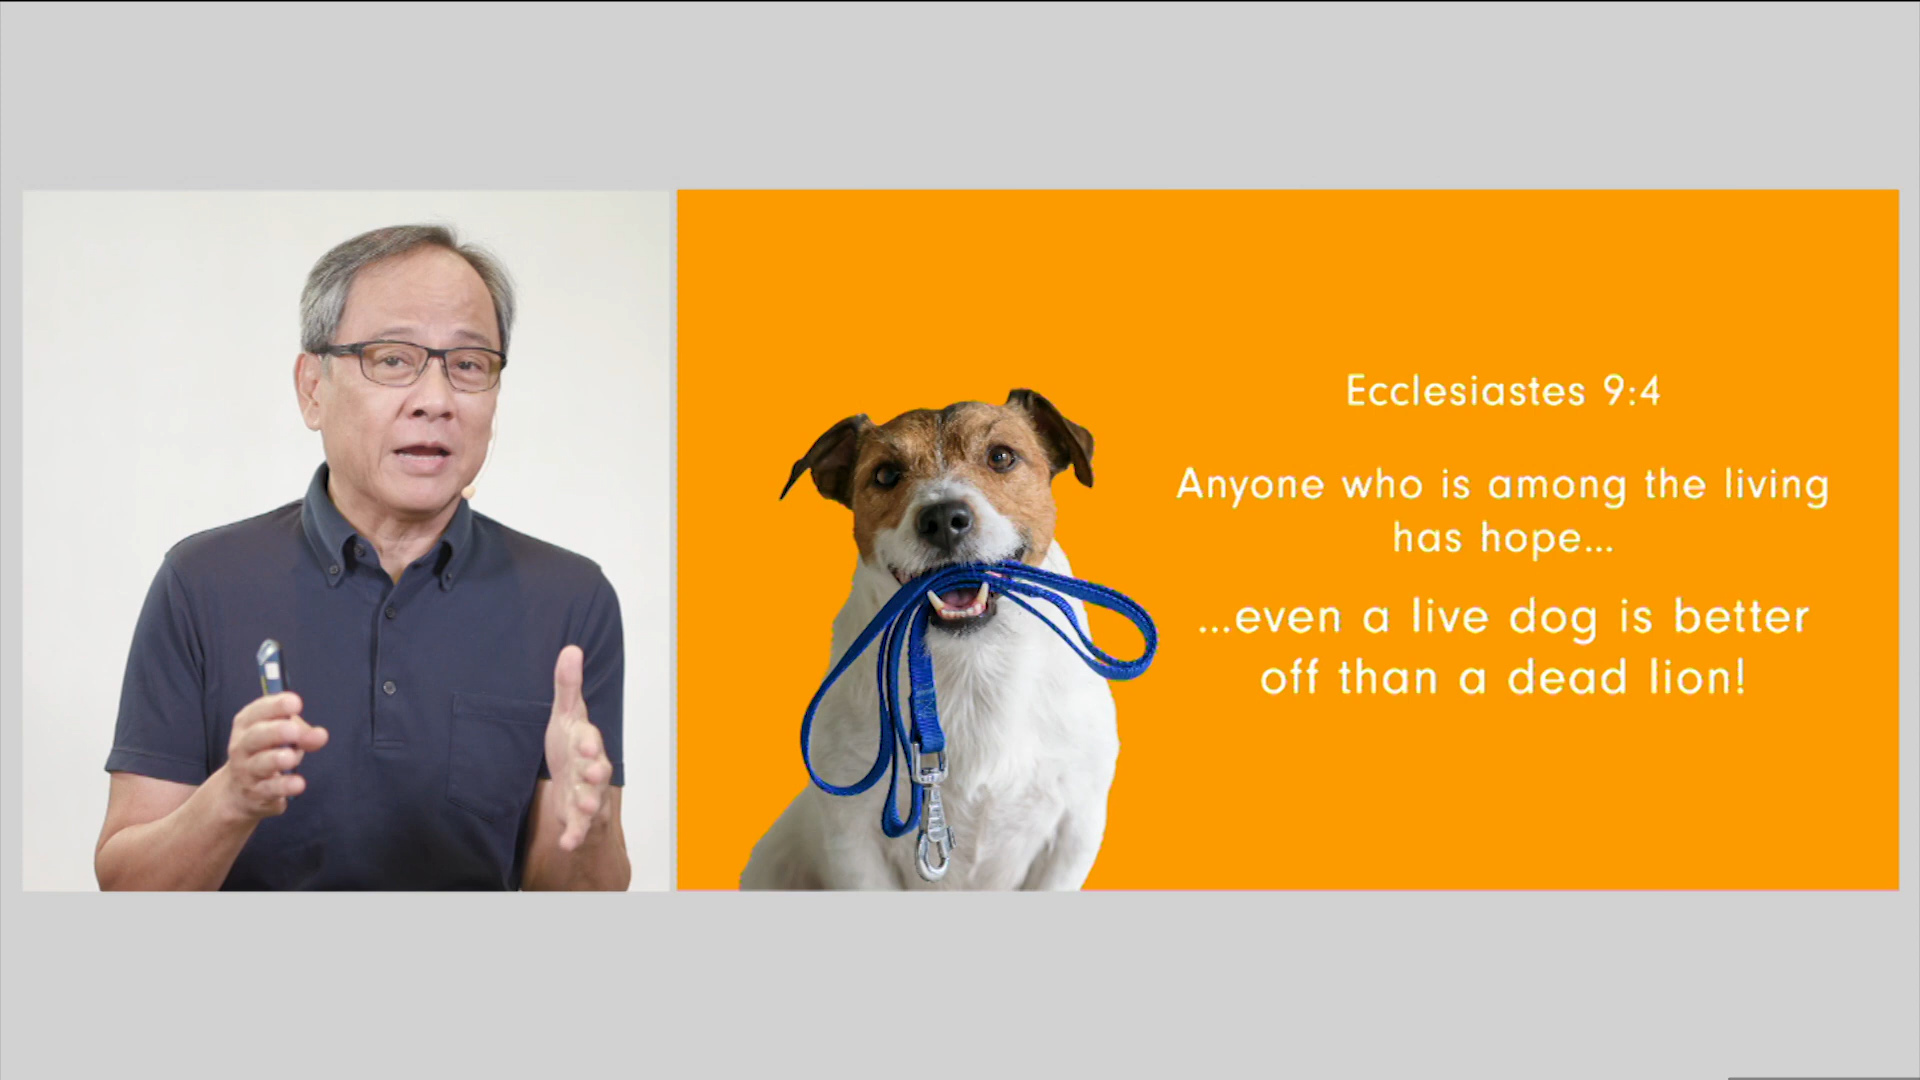 Ecclesiastes 9:4
Anyone who is among the living
has hope...
...even a live dog is better
off than a dead lion!